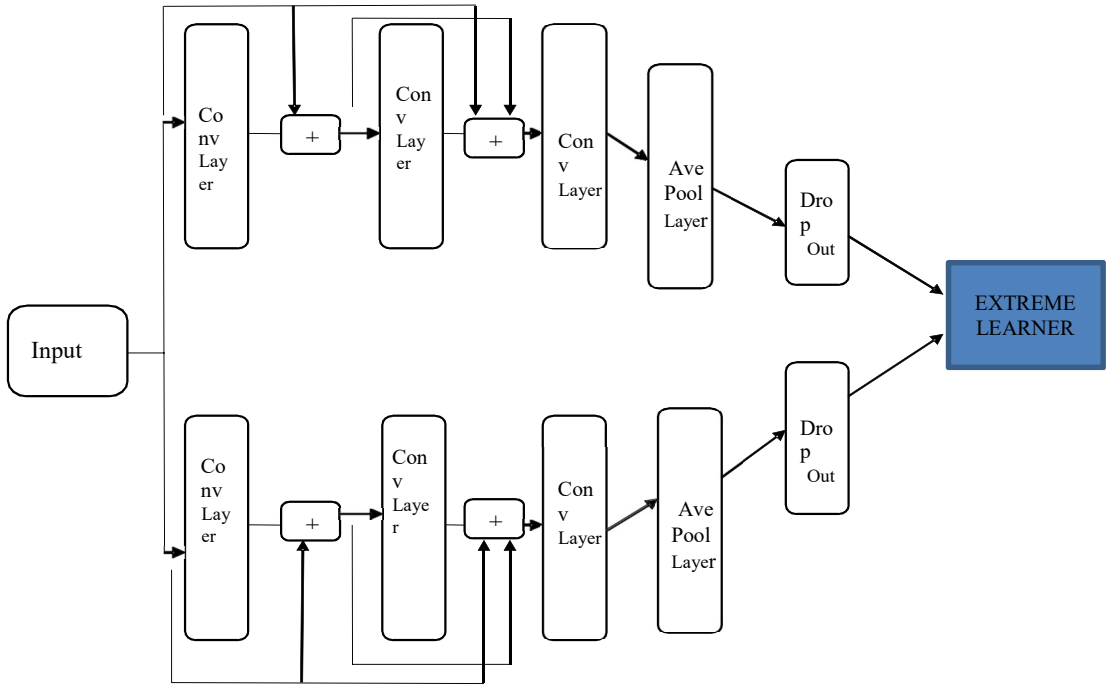 Co
nv
Lay
er
+
Con
v
Lay
er
+
Con
v
Layer
Ave
Pool
Layer
Dro
p
Out
EXTREME
LEARNER
Input
Co
nv
Lay
er
+
Con
v
Laye
r
+
Con
v
Layer
Ave
Pool
Layer
Dro
p
Out